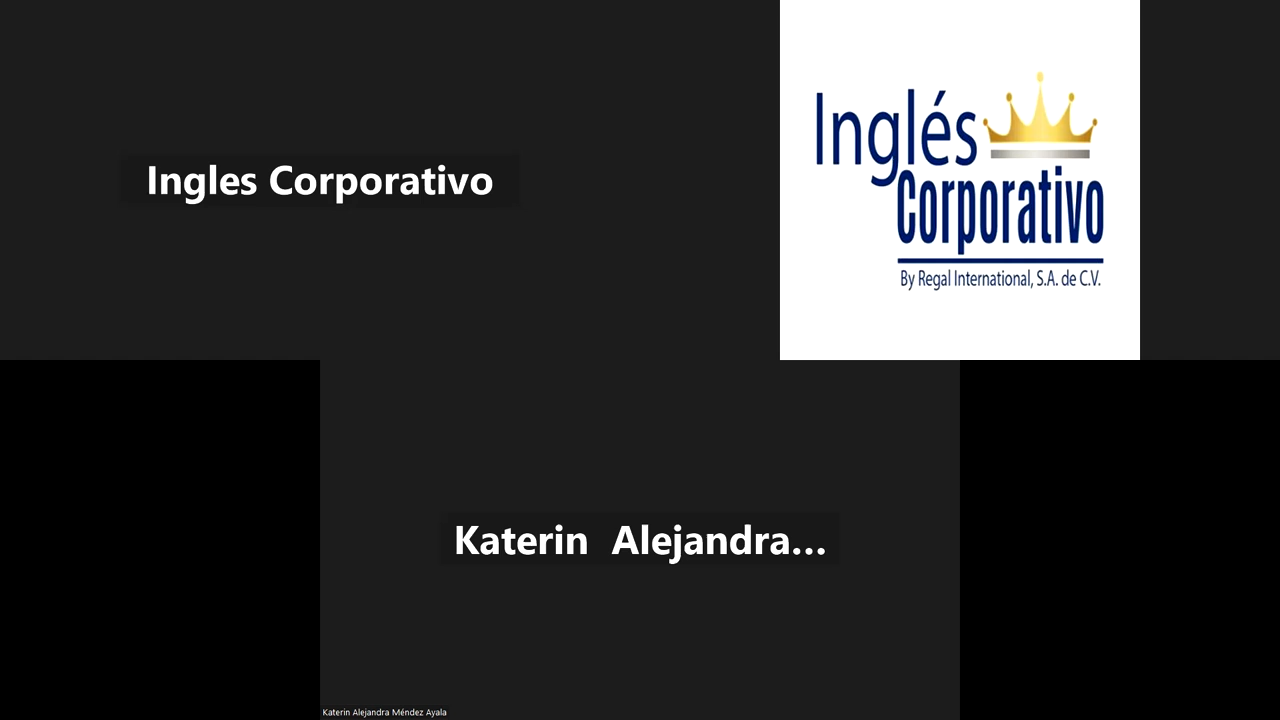 Ingles Corporativo
Inglés
Corporativo
By Regal International, S.A. de C.V.
Katerin Alejandra...
Katerin Alejandra Méndez Ayala